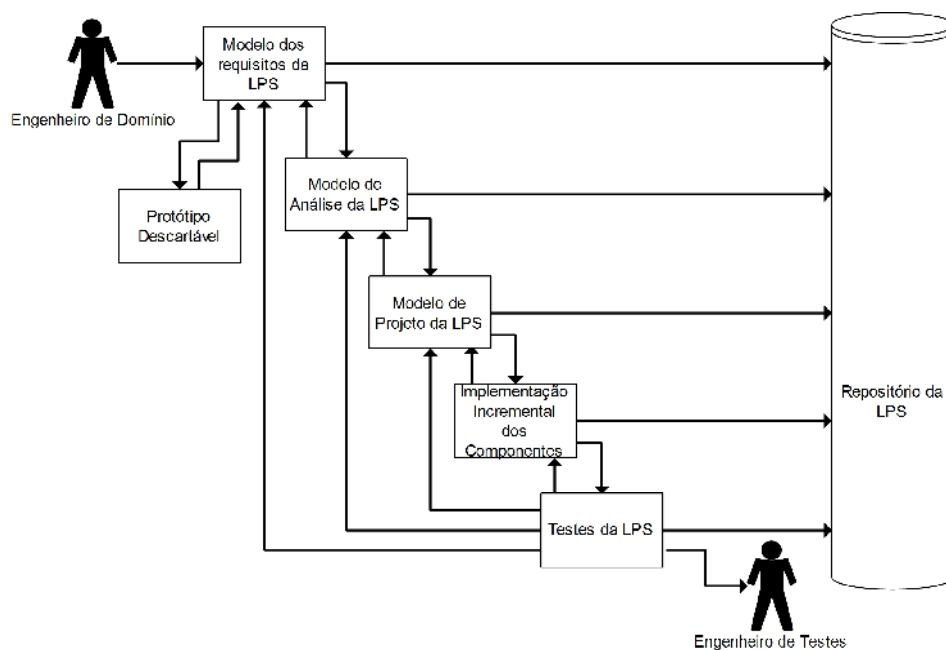 Modelo dos
requisitos da
LPS
Engenheiro de Domínio
Protótipo
Descartável
Modelo de
Análise da LPS
Modelo de
Projeto da LPS
Implementação
Incremental
dos
Componentes
Testes da LPS
Repositório da
LPS
Engenheiro de Testes